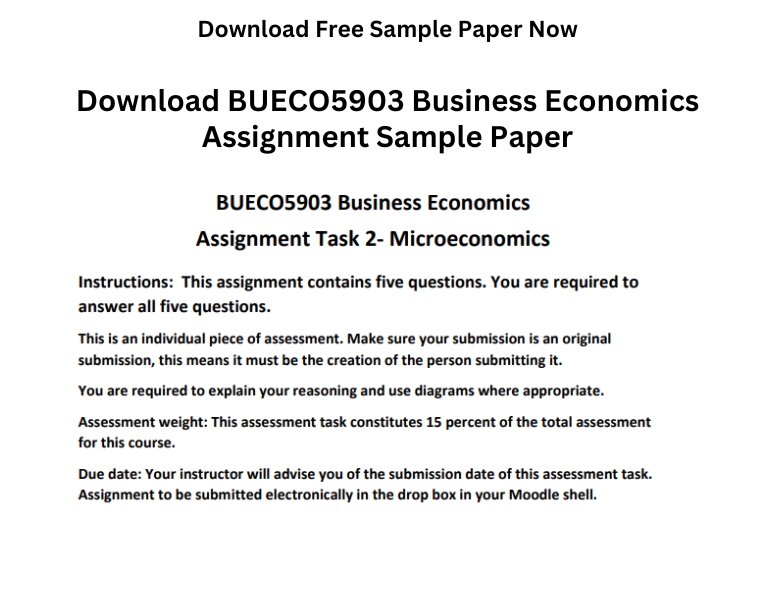 Download Free Sample Paper Now
Download BUECO5903 Business Economics
Assignment Sample Paper
BUECO5903 Business Economics
Assignment Task 2- Microeconomics
Instructions:  This assignment contains five questions. You are required to
answer all five questions.
This is an individual piece of assessment. Make sure your submission is an original
submission, this means it must be the creation of the person submitting it.
You are required to explain your reasoning and use diagrams where appropriate.
Assessment weight: This assessment task constitutes 15 percent of the total assessment
for this course.
Due date: Your instructor will advise you of the submission date of this assessment task.
Assignment to be submitted electronically in the drop box in your Moodle shell.